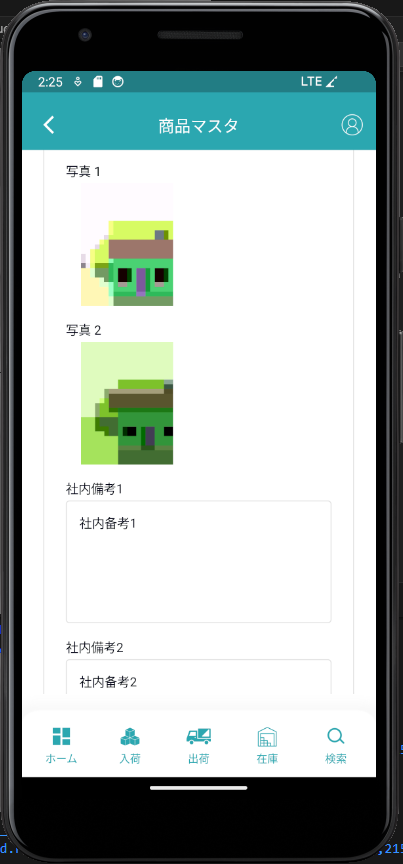 2:25
LTE
商品マスタ
写真 1
写真 2
社内備考1
社内备考1
社内備考2
社内备考2
ホーム
入荷
出荷
在庫
検索